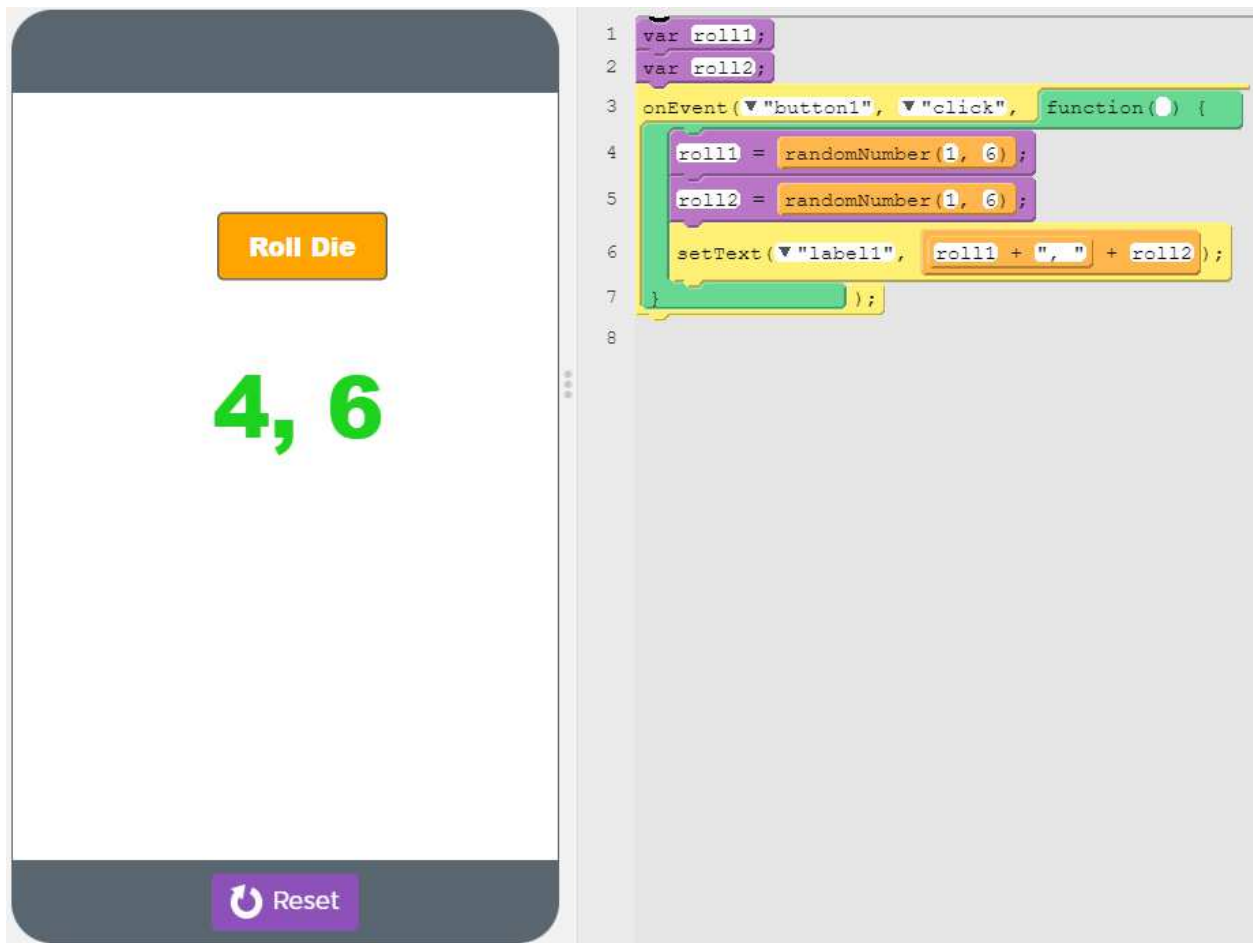 Roll Die
4, 6
Reset
1 var roll1;
2 var roll2;
3 onEvent(▼"button1", ▼"click", function( ) {
4 roll1 = randomNumber(1, 6);
5 roll2 = randomNumber(1, 6);
6 setText(▼"label1", roll1 + ", " + roll2);
7 } );
8